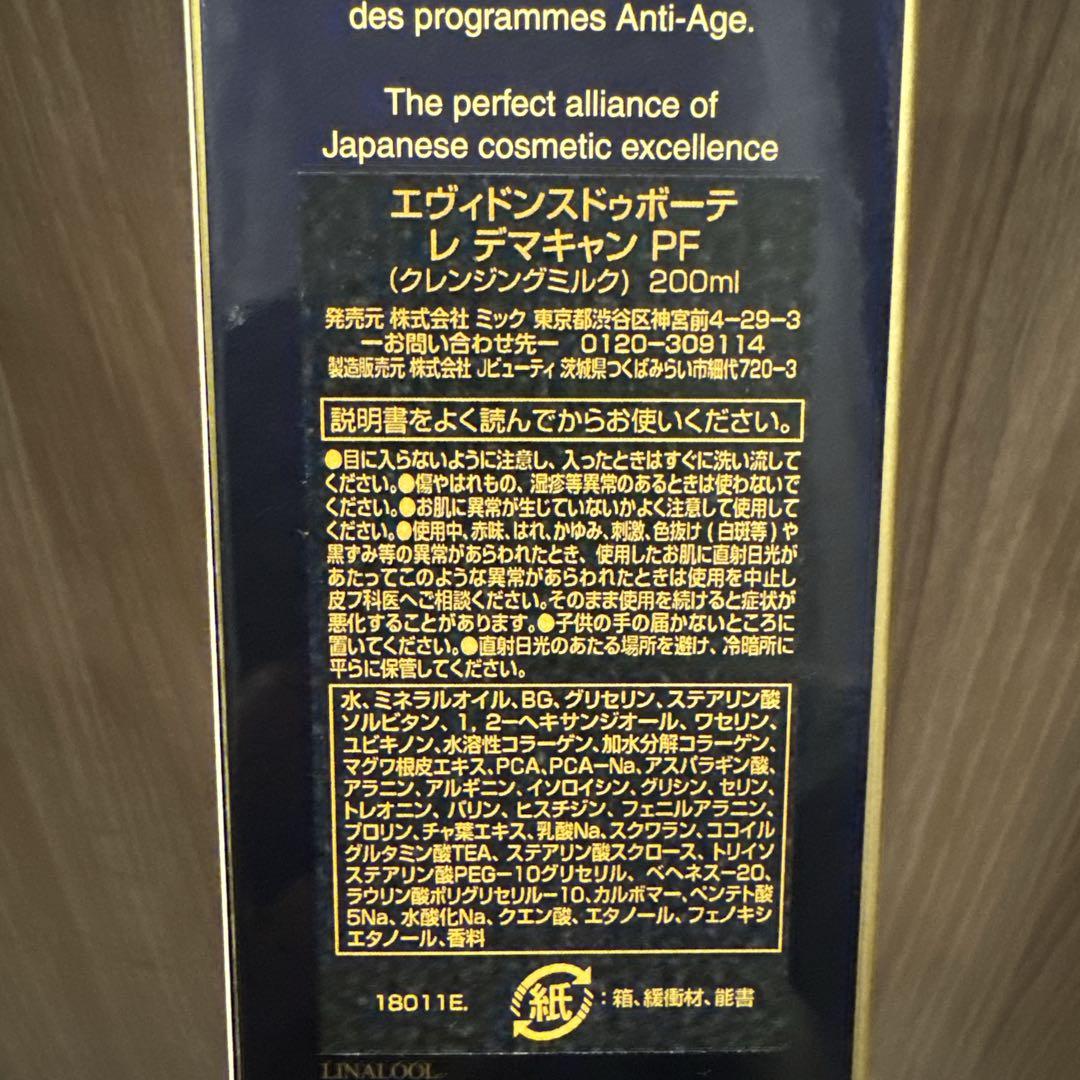 des programmes Anti-Age.
The perfect alliance of
Japanese cosmetic excellence
エヴィドンスドゥボーテ
レ デマキャン PF
(クレンジングミルク) 200ml
発売元 株式会社 ミック 東京都渋谷区神宮前4-29-3
ーお問い合わせ先ー 0120-309114
製造販売元 株式会社 Jビューティ 茨城県つくばみらい市細代720-3
説明書をよく読んでからお使いください。
●目に入らないように注意し、入ったときはすぐに洗い流して
ください。●傷やはれもの、湿疹等異常のあるときは使わないで
ください。●お肌に異常が生じていないかよく注意して使用して
ください。●使用中、赤味、はれ、かゆみ、刺激、色抜け(白斑等)や
黒ずみ等の異常があらわれたとき、使用したお肌に直射日光が
あたってこのような異常があらわれたときは使用を中止し
皮フ科医へご相談ください。そのまま使用を続けると症状が
悪化することがあります。●子供の手の届かないところに
置いてください。●直射日光のあたる場所を避け、冷暗所に
平らに保管してください。
水、ミネラルオイル、BG、グリセリン、ステアリン酸
ソルビタン、1,2-ヘキサンジオール、ワセリン、
ユビキノン、水溶性コラーゲン、加水分解コラーゲン、
マグワ根皮エキス、PCA、PCA-Na、アスパラギン酸、
アラニン、アルギニン、イソロイシン、グリシン、セリン、
トレオニン、バリン、ヒスチジン、フェニルアラニン、
プロリン、チャ葉エキス、乳酸Na、スクワラン、ココイル
グルタミン酸TEA、ステアリン酸スクロース、トリイソ
ステアリン酸PEG-10グリセリル、ベヘネス-20、
ラウリン酸ポリグリセリル-10、カルボマー、ペンテト酸
5Na、水酸化Na、クエン酸、エタノール、フェノキシ
エタノール、香料
18011E.
紙:箱、緩衝材、能書
LINALOOL